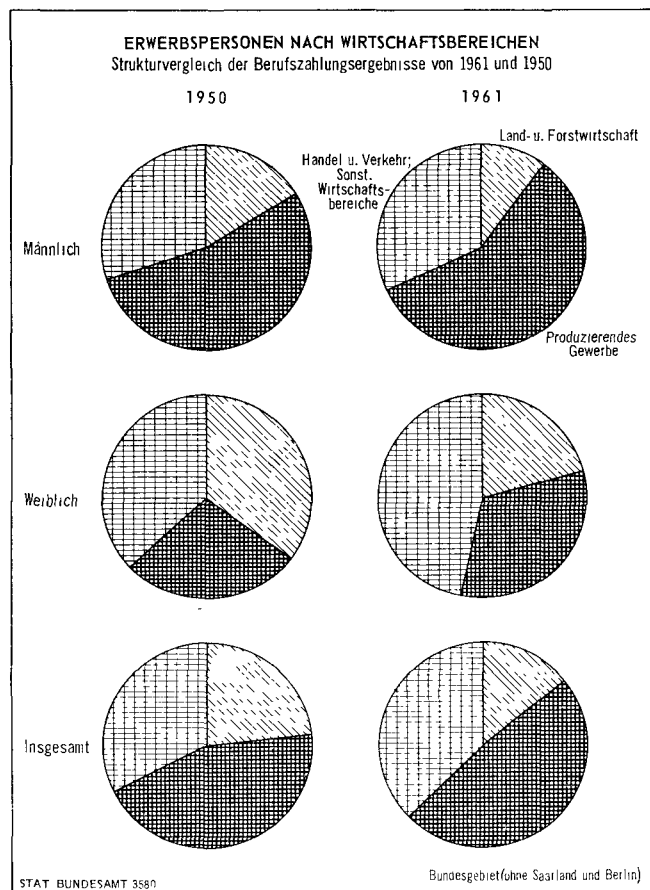 ERWERBSPERSONEN NACH WIRTSCHAFTSBEREICHEN
Strukturvergleich der Berufszahlungsergebnisse von 1961 und 1950
1950
1961
Land- u. Forstwirtschaft
Handel u. Verkehr;
Sonst.
Wirtschafts-
bereiche
Männlich
Produzierendes
Gewerbe
Weiblich
Insgesamt
STAT BUNDESAMT 3580
Bundesgebiet (ohne Saarland und Berlin)